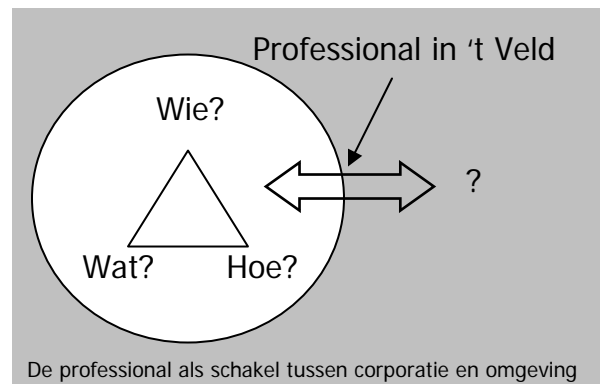 Professional in ‘t Veld
Wie?
?
Wat? Hoe?
De professional als schakel tussen corporatie en omgeving